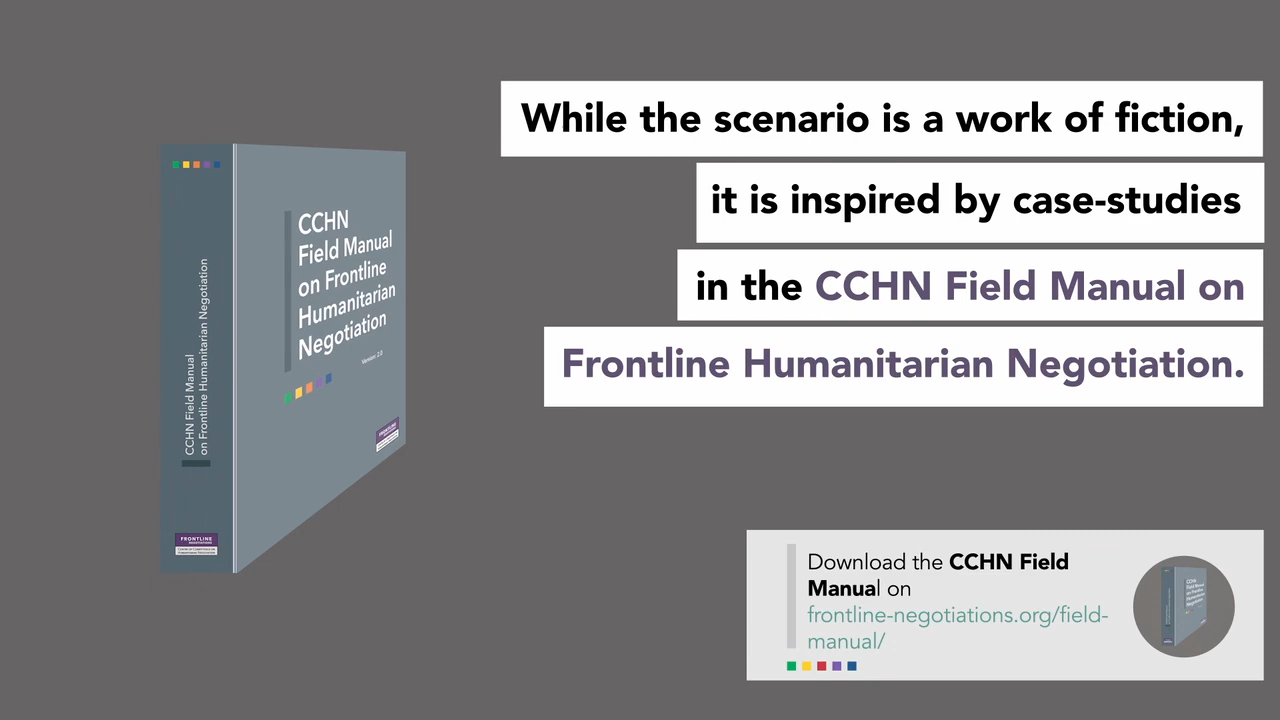 While the scenario is a work of fiction,
it is inspired by case-studies
in the CCHN Field Manual on
Frontline Humanitarian Negotiation.
CCHN
Field Manual
on Frontline
Humanitarian
Negotiation
Version 2.0
CCHN Field Manual
on Frontline Humanitarian Negotiation
FRONTLINE
NEGOTIATIONS
Download the CCHN Field
Manual on
frontline-negotiations.org/field-
manual/